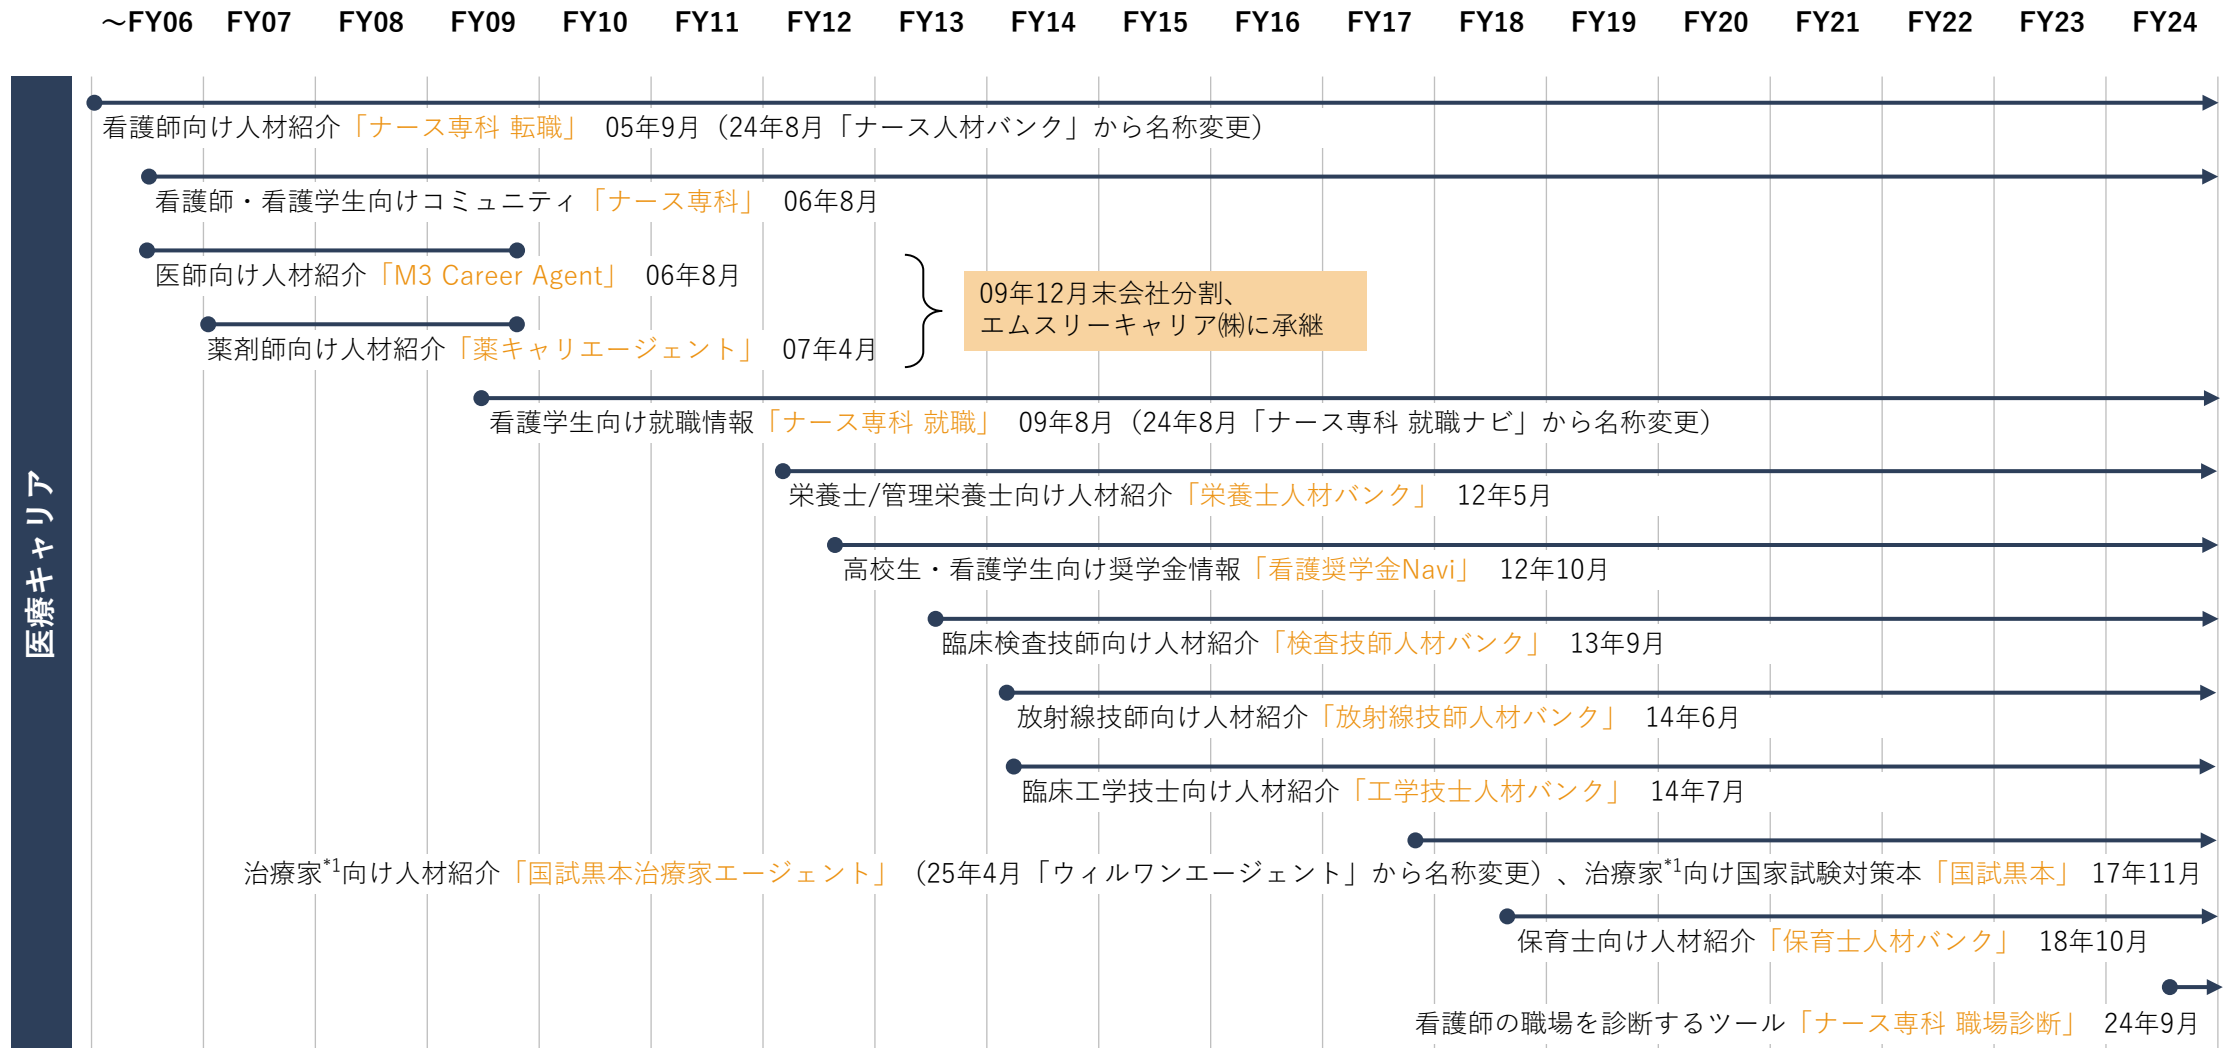 ～FY06 FY07 FY08 FY09 FY10 FY11 FY12 FY13 FY14 FY15 FY16 FY17 FY18 FY19 FY20 FY21 FY22 FY23 FY24
医療キャリア
看護師向け人材紹介「ナース専科 転職」 05年9月（24年8月「ナース人材バンク」から名称変更）
看護師・看護学生向けコミュニティ「ナース専科」 06年8月
医師向け人材紹介「M3 Career Agent」 06年8月
薬剤師向け人材紹介「薬キャリエージェント」 07年4月
09年12月末会社分割、
エムスリーキャリア㈱に承継
看護学生向け就職情報「ナース専科 就職」 09年8月（24年8月「ナース専科 就職ナビ」から名称変更）
栄養士/管理栄養士向け人材紹介「栄養士人材バンク」 12年5月
高校生・看護学生向け奨学金情報「看護奨学金Navi」 12年10月
臨床検査技師向け人材紹介「検査技師人材バンク」 13年9月
放射線技師向け人材紹介「放射線技師人材バンク」 14年6月
臨床工学技士向け人材紹介「工学技士人材バンク」 14年7月
治療家*1向け人材紹介「国試黒本治療家エージェント」（25年4月「ウィルワンエージェント」から名称変更）、治療家*1向け国家試験対策本「国試黒本」 17年11月
保育士向け人材紹介「保育士人材バンク」 18年10月
看護師の職場を診断するツール「ナース専科 職場診断」 24年9月